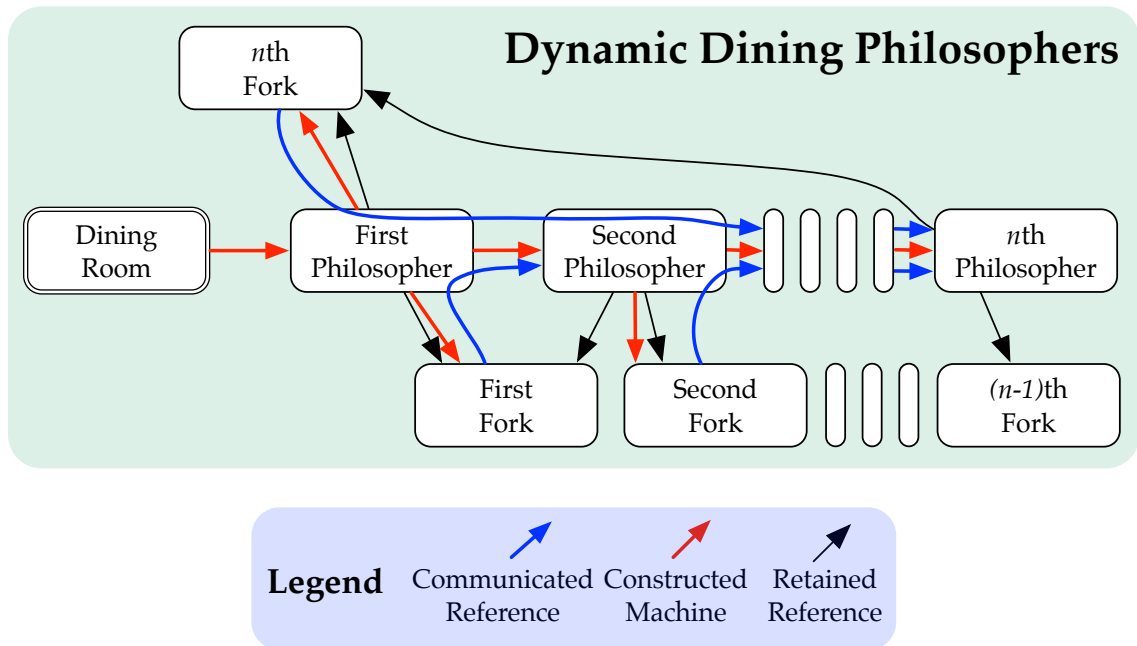 Dynamic Dining Philosophers
nth
Fork
Dining
Room
First
Philosopher
Second
Philosopher
nth
Philosopher
First
Fork
Second
Fork
(n-1)th
Fork
Legend
Communicated
Reference
Constructed
Machine
Retained
Reference